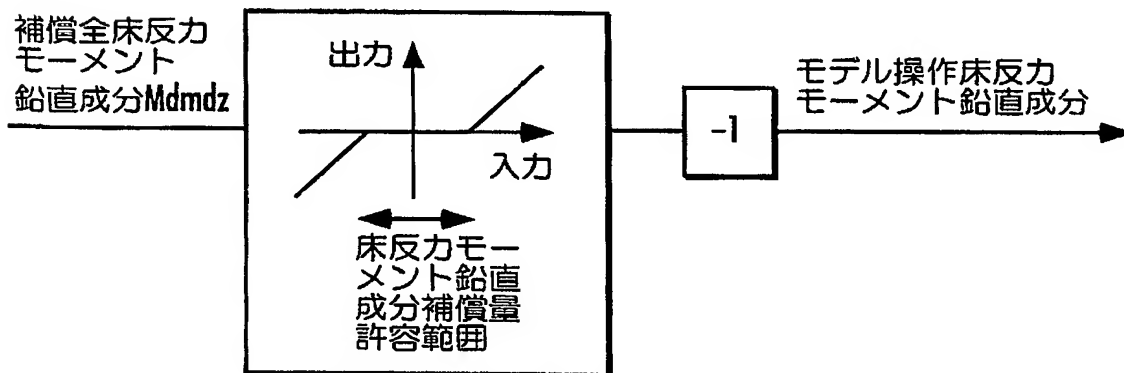 補償全床反力
モーメント
鉛直成分Mdmdz
出力
入力
床反力モー
メント鉛直
成分補償量
許容範囲
-1
モデル操作床反力
モーメント鉛直成分